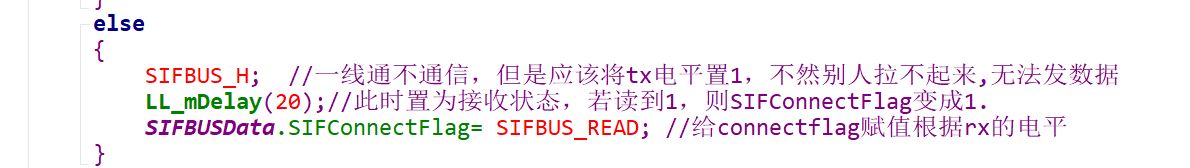 }
else
{
SIFBUS_H;  //一线通不通信，但是应该将tx电平置1，不然别人拉不起来,无法发数据
LL_mDelay(20);//此时置为接收状态，若读到1，则SIFConnectFlag变成1.
SIFBUSData.SIFConnectFlag= SIFBUS_READ; //给connectflag赋值根据rx的电平
}